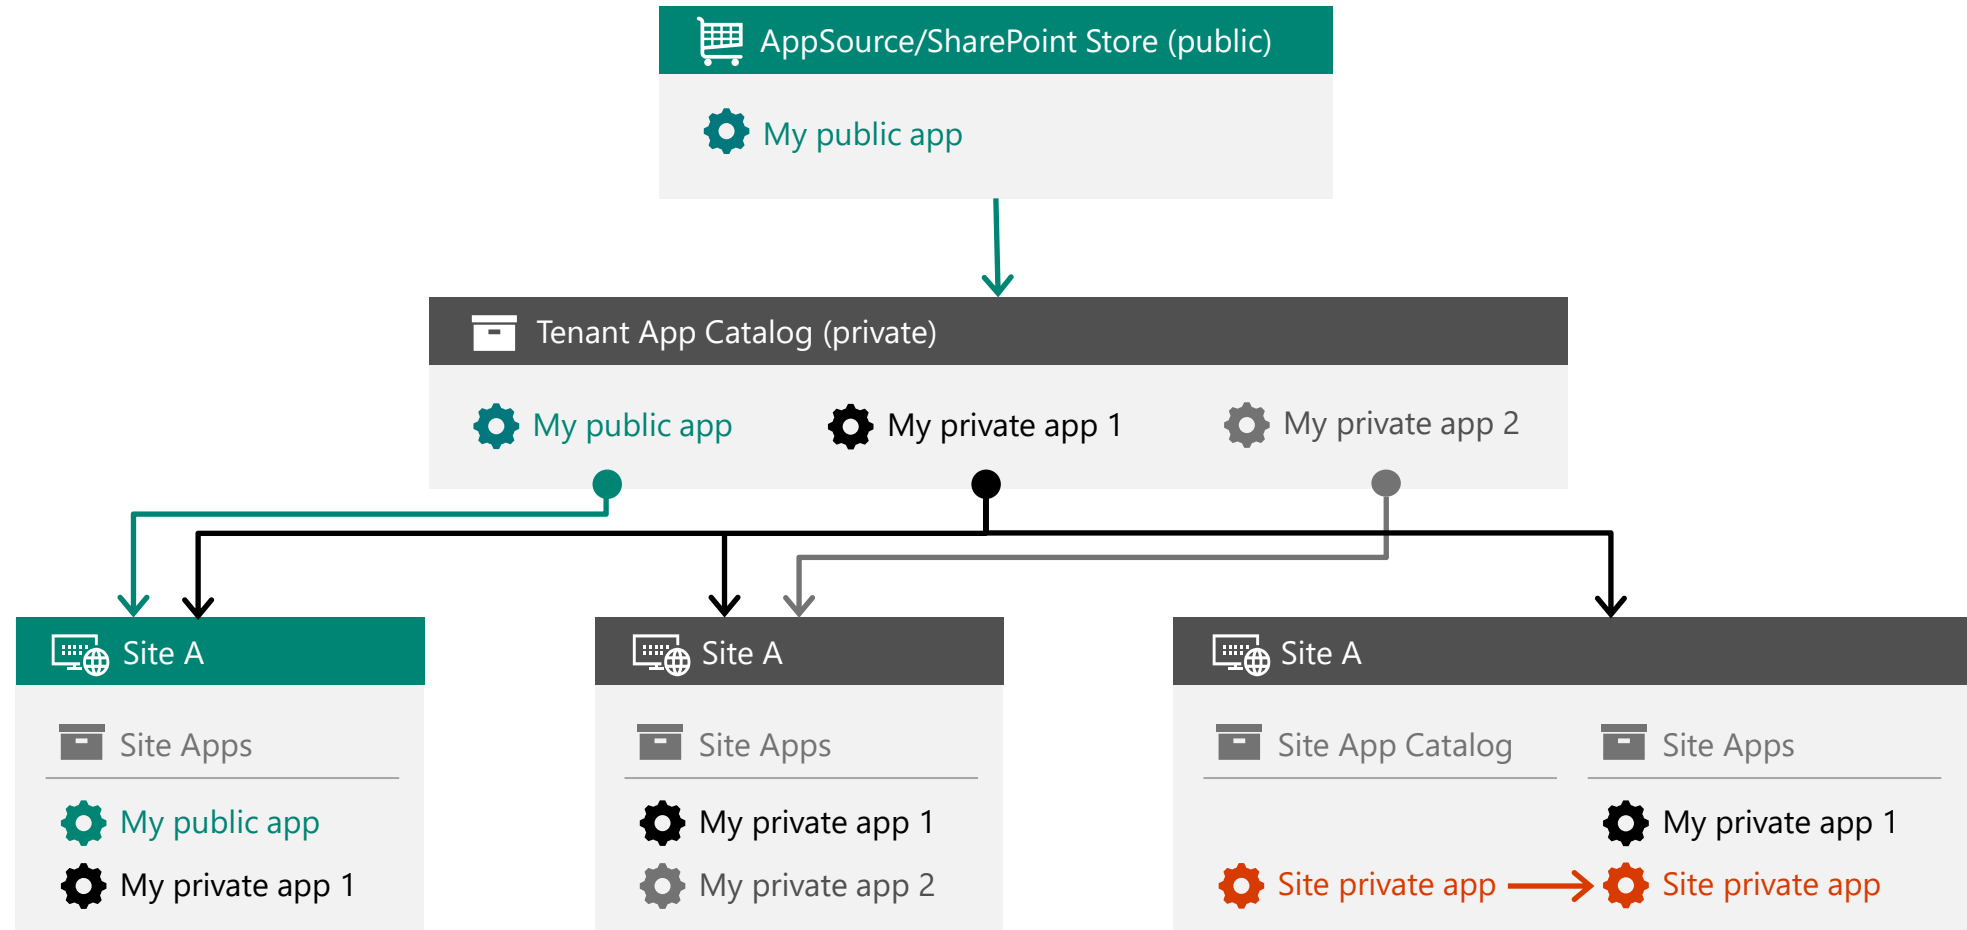 AppSource/SharePoint Store (public)
My public app
Tenant App Catalog (private)
My public app
My private app 1
My private app 2
Site A
Site Apps
My public app
My private app 1
Site A
Site Apps
My private app 1
My private app 2
Site A
Site App Catalog
Site private app
Site Apps
My private app 1
Site private app